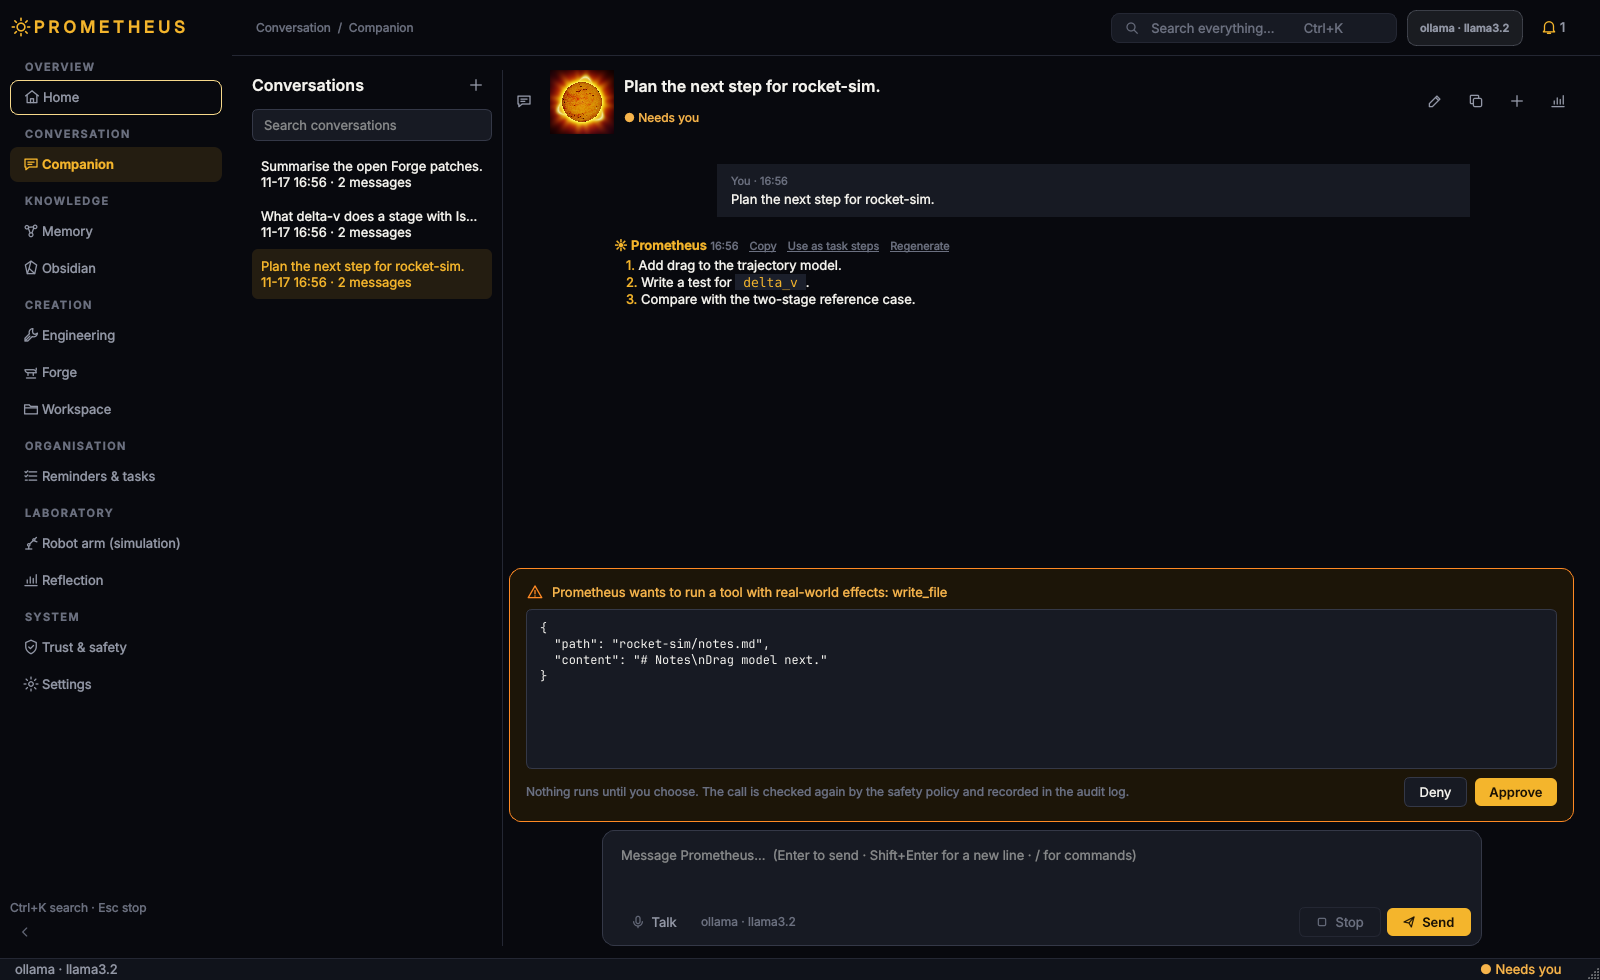 PROMETHEUS
Conversation / Companion
Search everything... Ctrl+K
ollama · llama3.2
1
OVERVIEW
Home
CONVERSATION
Companion
KNOWLEDGE
Memory
Obsidian
CREATION
Engineering
Forge
Workspace
ORGANISATION
Reminders & tasks
LABORATORY
Robot arm (simulation)
Reflection
SYSTEM
Trust & safety
Settings
Ctrl+K search · Esc stop
Conversations
Search conversations
Summarise the open Forge patches.
11-17 16:56 · 2 messages
What delta-v does a stage with Is...
11-17 16:56 · 2 messages
Plan the next step for rocket-sim.
11-17 16:56 · 2 messages
Plan the next step for rocket-sim.
Needs you
You · 16:56
Plan the next step for rocket-sim.
Prometheus 16:56 Copy Use as task steps Regenerate
1. Add drag to the trajectory model.
2. Write a test for delta_v.
3. Compare with the two-stage reference case.
Prometheus wants to run a tool with real-world effects: write_file
{
"path": "rocket-sim/notes.md",
"content": "# Notes\nDrag model next."
}
Nothing runs until you choose. The call is checked again by the safety policy and recorded in the audit log.
Deny
Approve
Message Prometheus... (Enter to send · Shift+Enter for a new line · / for commands)
Talk
ollama · llama3.2
Stop
Send
ollama · llama3.2
Needs you